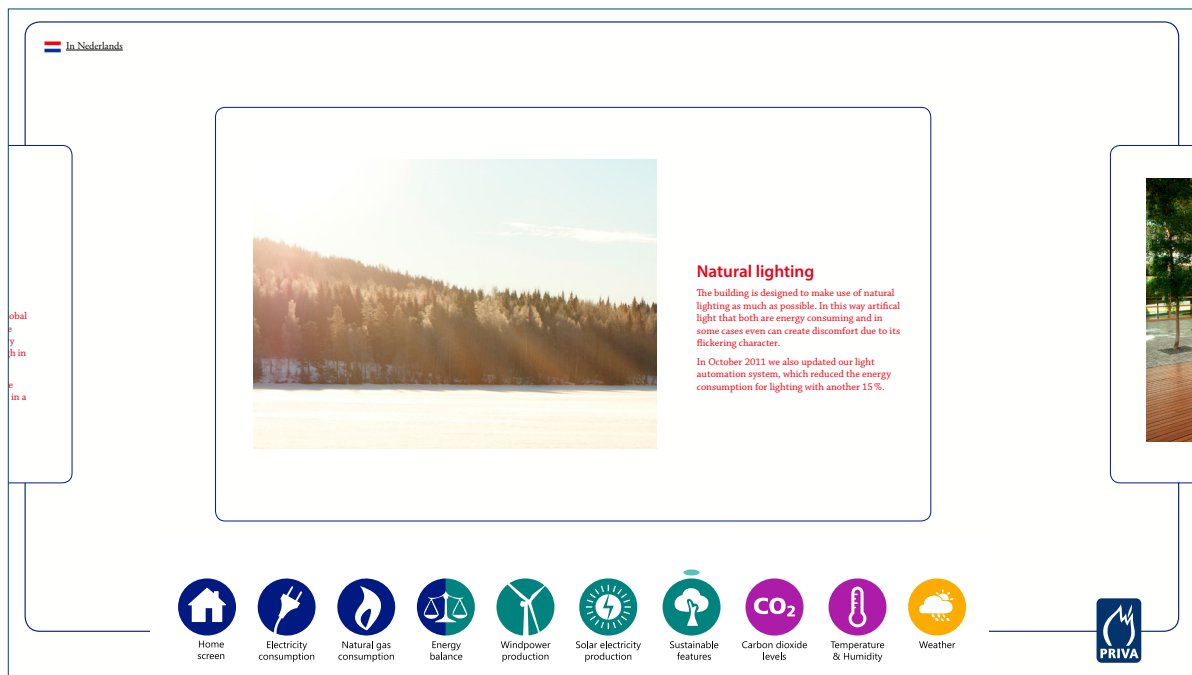 In Nederlands
obal
e
y
h in
e
in a
Natural lighting
The building is designed to make use of natural
lighting as much as possible. In this way artifical
light that both are energy consuming and in
some cases even can create discomfort due to its
flickering character.
In October 2011 we also updated our light
automation system, which reduced the energy
consumption for lighting with another 15 %.
CO₂
Home
screen
Electricity
consumption
Natural gas
consumption
Energy
balance
Windpower
production
Solar electricity
production
Sustainable
features
Carbon dioxide
levels
Temperature
& Humidity
Weather
PRIVA